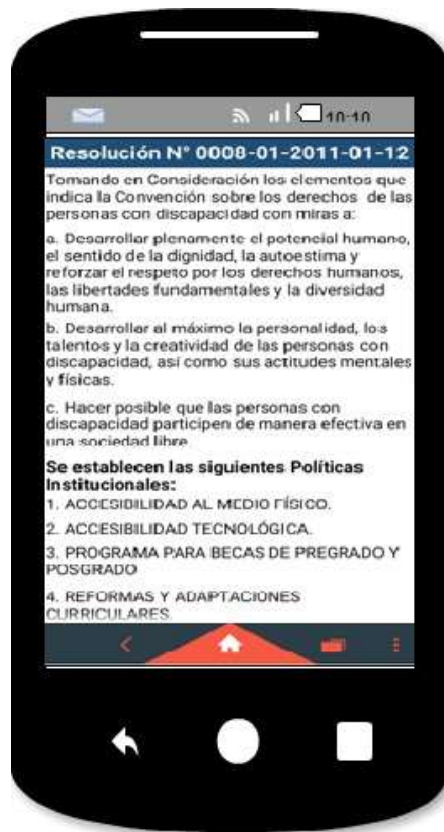 10:10
Resolución N° 0008-01-2011-01-12
Tomando en Consideración los elementos que
indica la Convención sobre los derechos de las
personas con discapacidad con miras a:
a. Desarrollar plenamente el potencial humano,
el sentido de la dignidad, la autoestima y
reforzar el respeto por los derechos humanos,
las libertades fundamentales y la diversidad
humana.
b. Desarrollar al máximo la personalidad, los
talentos y la creatividad de las personas con
discapacidad, así como sus actitudes mentales
y físicas.
c. Hacer posible que las personas con
discapacidad participen de manera efectiva en
una sociedad libre
Se establecen las siguientes Políticas
Institucionales:
1. ACCESIBILIDAD AL MEDIO FÍSICO.
2. ACCESIBILIDAD TECNOLÓGICA.
3. PROGRAMA PARA BECAS DE PREGRADO Y
POSGRADO
4. REFORMAS Y ADAPTACIONES
CURRICULARES.